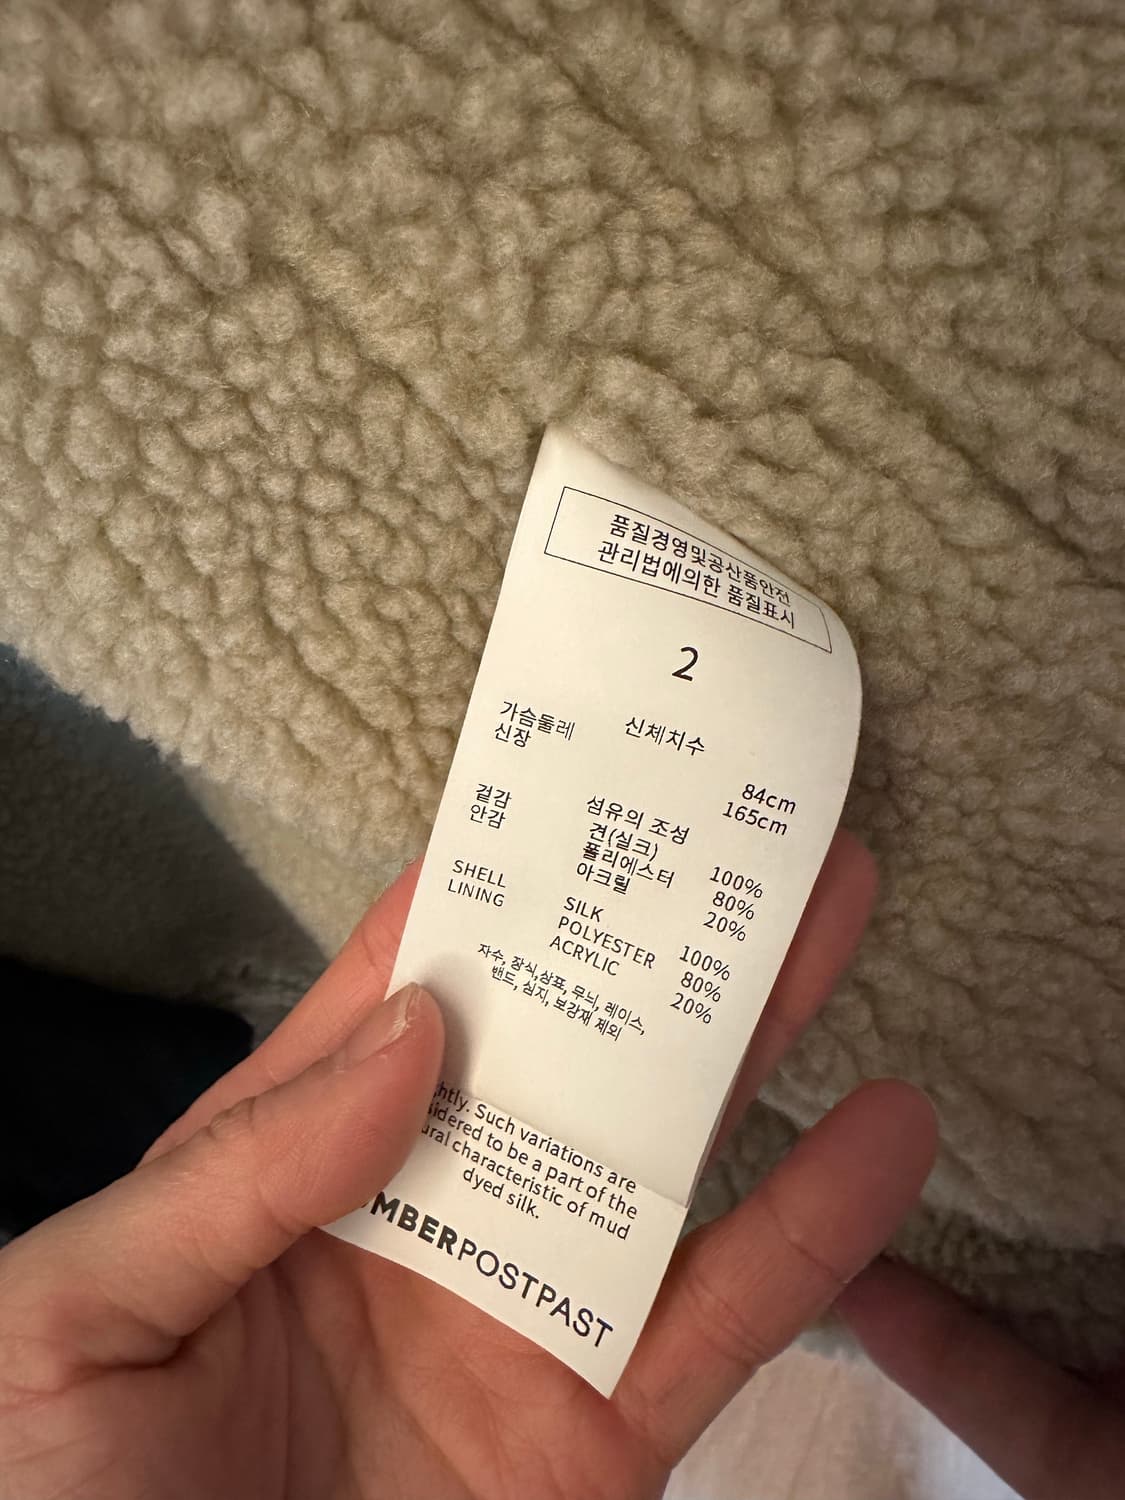 품질경영및공산품안전
관리법에의한 품질표시
2
신체치수
가슴둘레 84cm
신장 165cm
섬유의 조성
겉감 견(실크) 100%
안감 폴리에스터 80%
아크릴 20%
SHELL SILK 100%
LINING POLYESTER 80%
ACRYLIC 20%
자수, 장식,상표, 무늬, 레이스,
밴드, 심지, 보강재 제외
Such variations are
to be a part of the
characteristic of mud
dyed silk.
MBERPOSTPAST